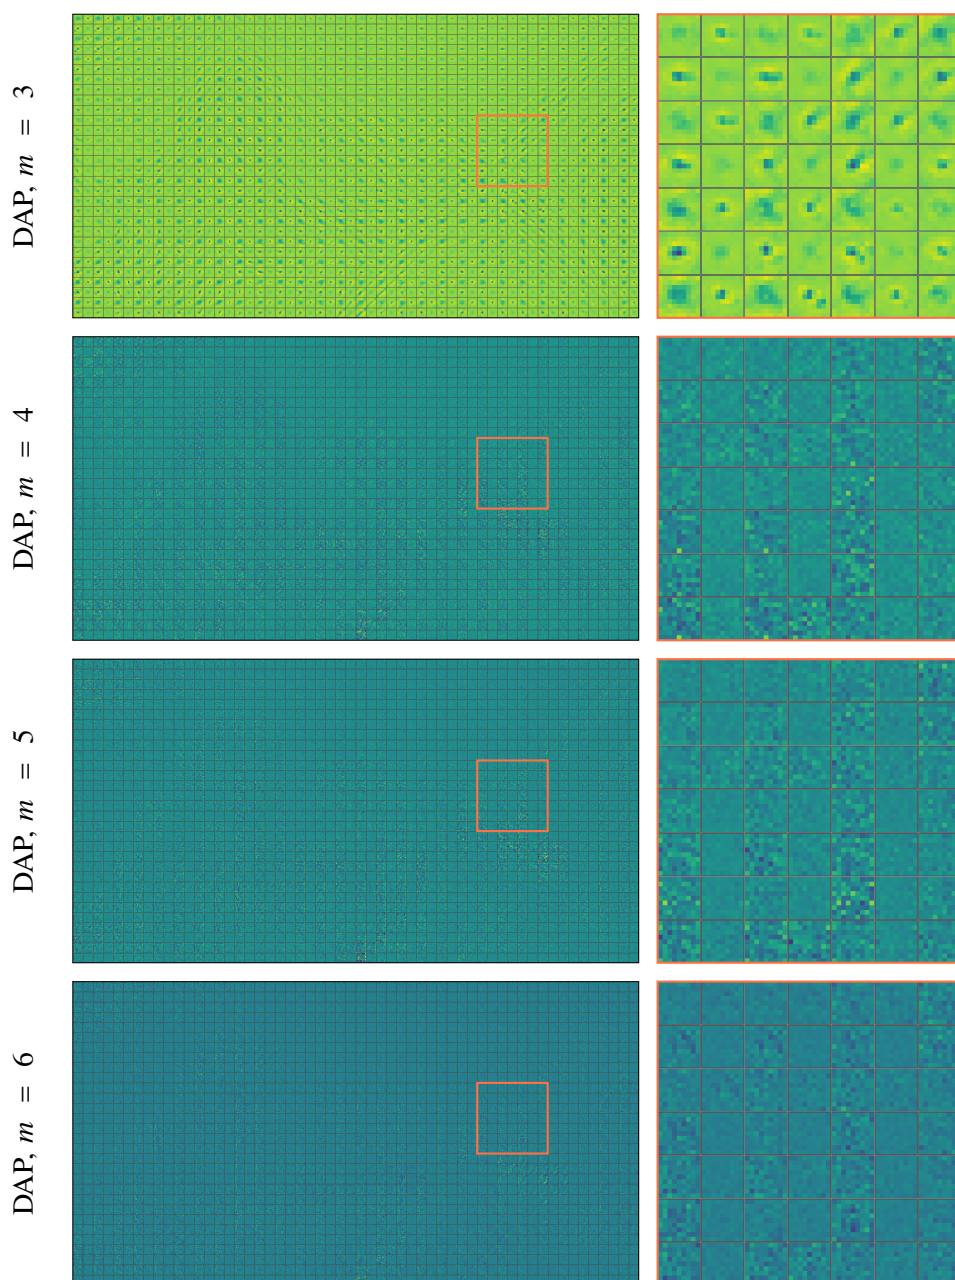 DAP, m = 3
DAP, m = 4
DAP, m = 5
DAP, m = 6